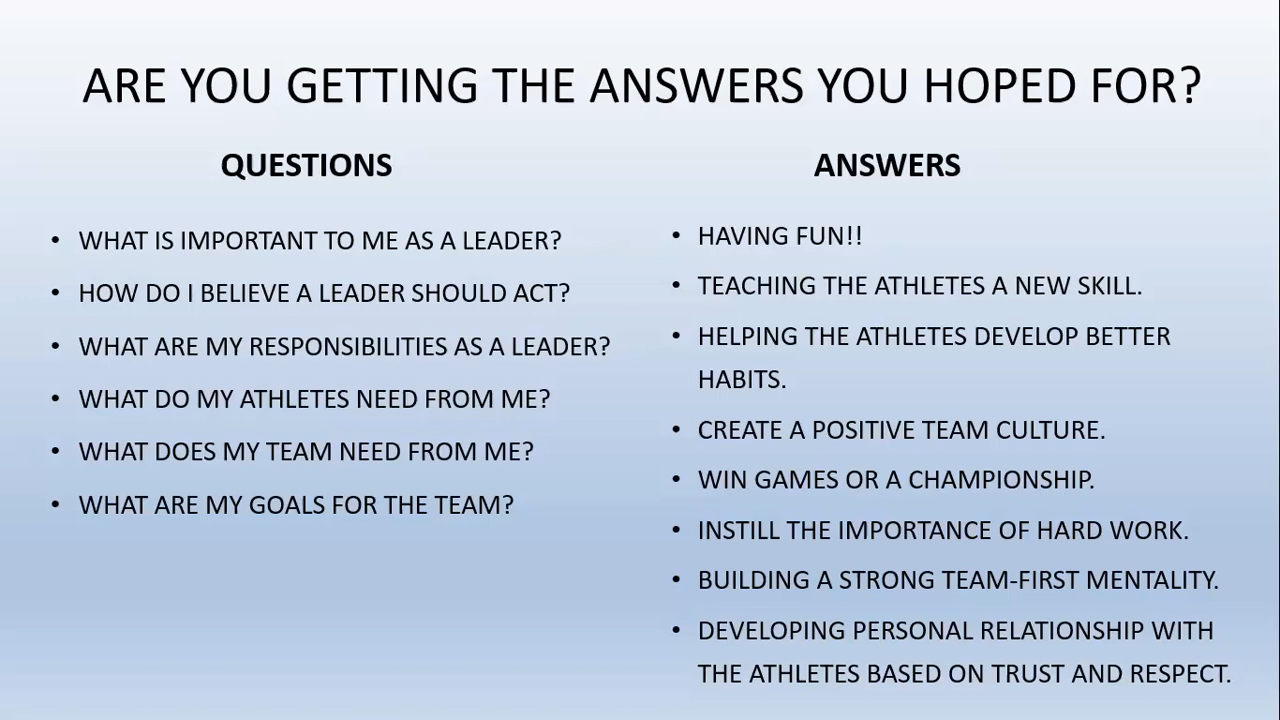 ARE YOU GETTING THE ANSWERS YOU HOPED FOR?
QUESTIONS
• WHAT IS IMPORTANT TO ME AS A LEADER?
• HOW DO I BELIEVE A LEADER SHOULD ACT?
• WHAT ARE MY RESPONSIBILITIES AS A LEADER?
• WHAT DO MY ATHLETES NEED FROM ME?
• WHAT DOES MY TEAM NEED FROM ME?
• WHAT ARE MY GOALS FOR THE TEAM?
ANSWERS
• HAVING FUN!!
• TEACHING THE ATHLETES A NEW SKILL.
• HELPING THE ATHLETES DEVELOP BETTER
HABITS.
• CREATE A POSITIVE TEAM CULTURE.
• WIN GAMES OR A CHAMPIONSHIP.
• INSTILL THE IMPORTANCE OF HARD WORK.
• BUILDING A STRONG TEAM-FIRST MENTALITY.
• DEVELOPING PERSONAL RELATIONSHIP WITH
THE ATHLETES BASED ON TRUST AND RESPECT.